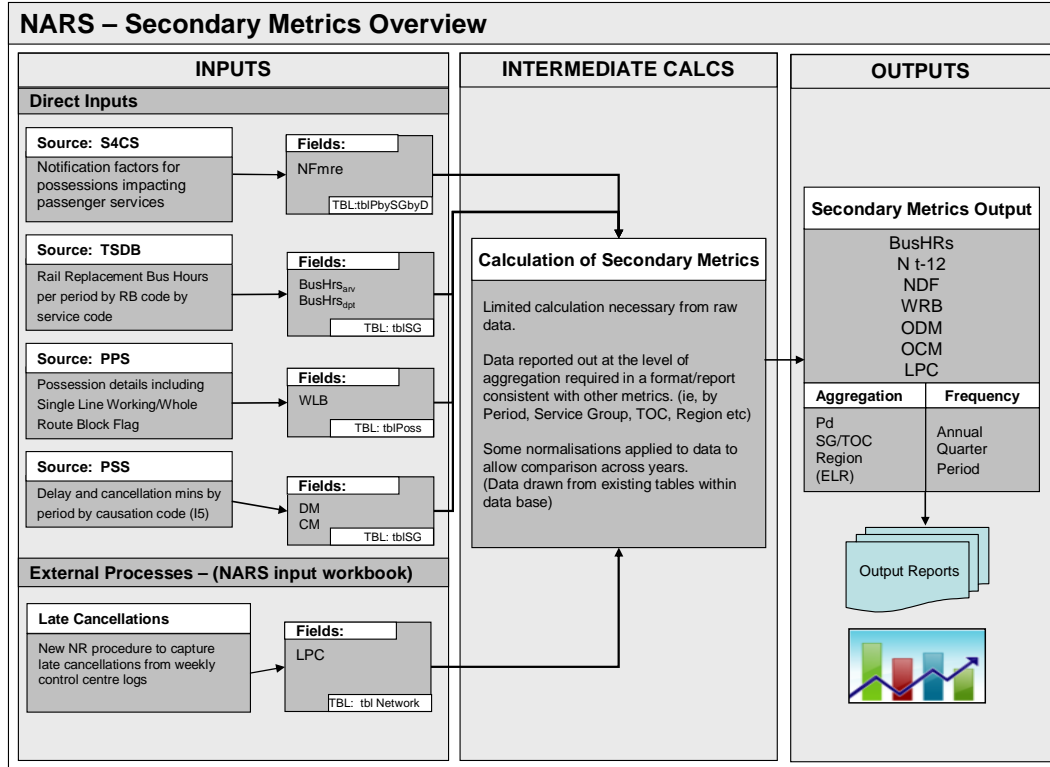 NARS – Secondary Metrics Overview
INPUTS
Direct Inputs
Source: S4CS
Notification factors for
possessions impacting
passenger services
Fields:
NFmre
TBL:tblPbySGbyD
Source: TSDB
Rail Replacement Bus Hours
per period by RB code by
service code
Fields:
BusHrsarv
BusHrsdpt
TBL: tblSG
Source: PPS
Possession details including
Single Line Working/Whole
Route Block Flag
Fields:
WLB
TBL: tblPoss
Source: PSS
Delay and cancellation mins by
period by causation code (I5)
Fields:
DM
CM
TBL: tblSG
External Processes – (NARS input workbook)
Late Cancellations
New NR procedure to capture
late cancellations from weekly
control centre logs
Fields:
LPC
TBL: tbl Network
INTERMEDIATE CALCS
Calculation of Secondary Metrics
Limited calculation necessary from raw
data.
Data reported out at the level of
aggregation required in a format/report
consistent with other metrics. (ie, by
Period, Service Group, TOC, Region etc)
Some normalisations applied to data to
allow comparison across years.
(Data drawn from existing tables within
data base)
OUTPUTS
Secondary Metrics Output
BusHRs
N t-12
NDF
WRB
ODM
OCM
LPC
Aggregation
Pd
SG/TOC
Region
(ELR)
Frequency
Annual
Quarter
Period
Output Reports